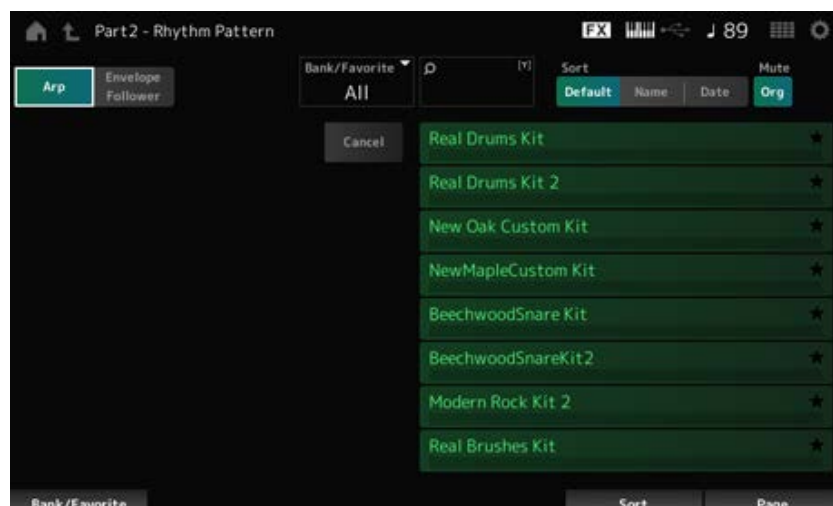 Part2 - Rhythm Pattern FX 89
Arp Envelope Follower Bank/Favorite All [Y] Sort Default Name Date Mute Org
Cancel Real Drums Kit
Real Drums Kit 2
New Oak Custom Kit
NewMapleCustom Kit
BeechwoodSnare Kit
BeechwoodSnareKit2
Modern Rock Kit 2
Real Brushes Kit
Bank/Favorite Sort Page